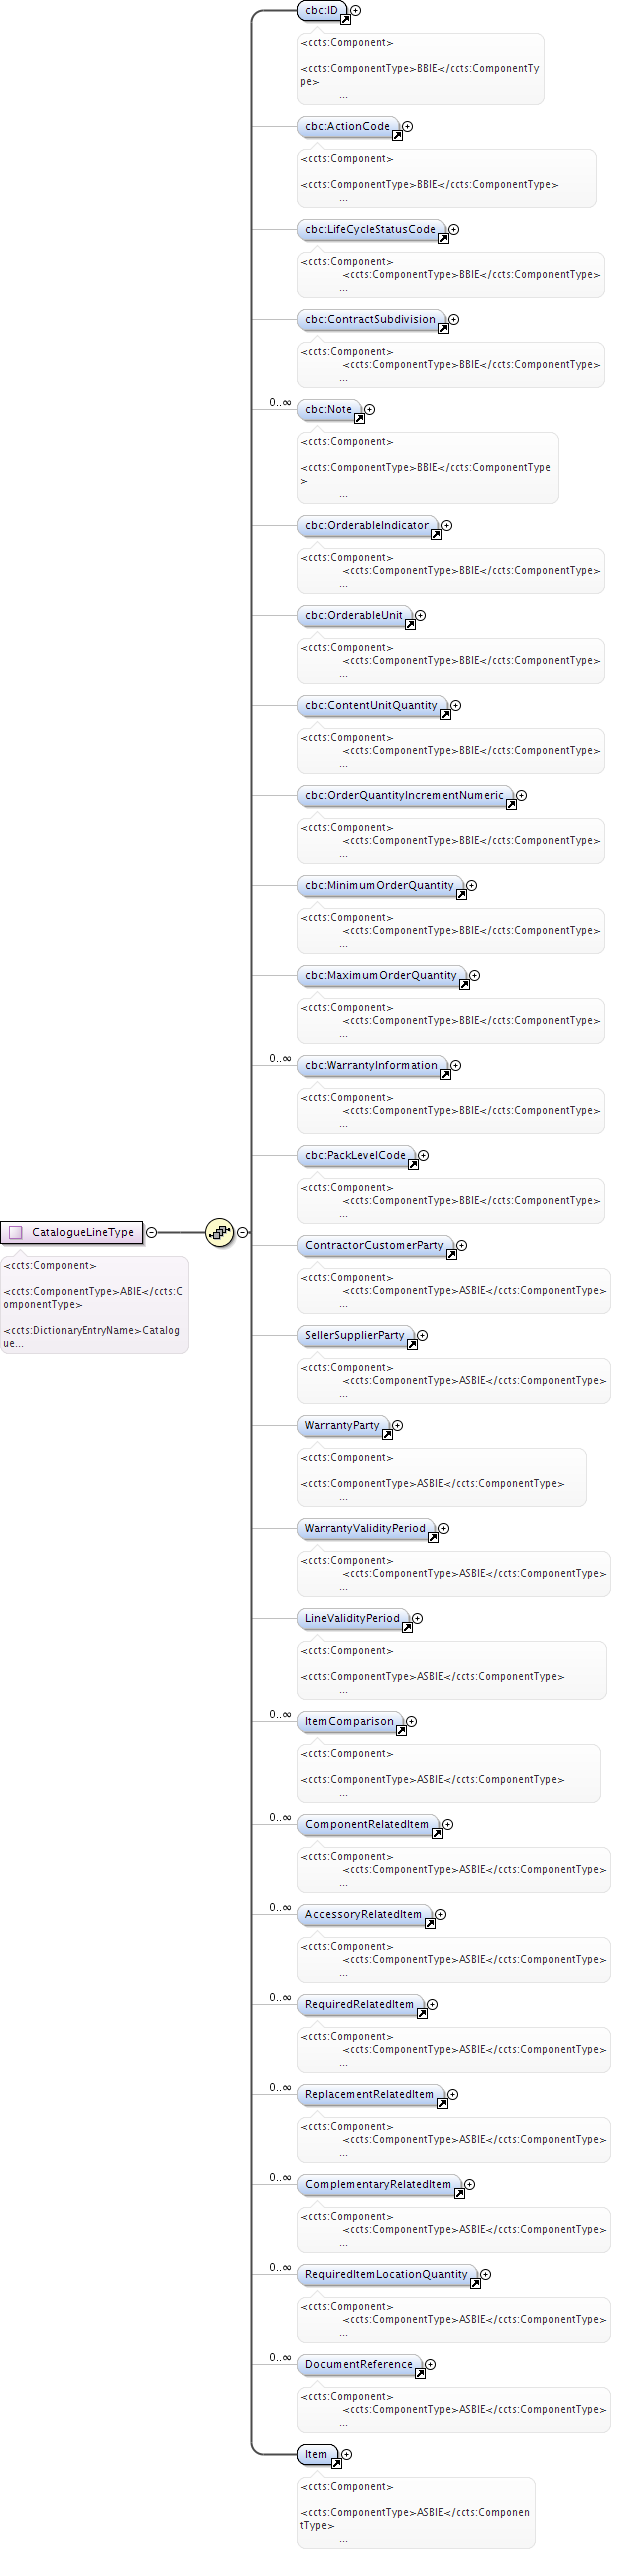 cbc:ID
<ccts:Component>
<ccts:ComponentType>BBIE</ccts:ComponentTy
pe>
...
cbc:ActionCode
<ccts:Component>
<ccts:ComponentType>BBIE</ccts:ComponentType>
...
cbc:LifeCycleStatusCode
<ccts:Component>
<ccts:ComponentType>BBIE</ccts:ComponentType>
...
cbc:ContractSubdivision
<ccts:Component>
<ccts:ComponentType>BBIE</ccts:ComponentType>
...
0..∞
cbc:Note
<ccts:Component>
<ccts:ComponentType>BBIE</ccts:ComponentType
>
...
cbc:OrderableIndicator
<ccts:Component>
<ccts:ComponentType>BBIE</ccts:ComponentType>
...
cbc:OrderableUnit
<ccts:Component>
<ccts:ComponentType>BBIE</ccts:ComponentType>
...
cbc:ContentUnitQuantity
<ccts:Component>
<ccts:ComponentType>BBIE</ccts:ComponentType>
...
cbc:OrderQuantityIncrementNumeric
<ccts:Component>
<ccts:ComponentType>BBIE</ccts:ComponentType>
...
cbc:MinimumOrderQuantity
<ccts:Component>
<ccts:ComponentType>BBIE</ccts:ComponentType>
...
cbc:MaximumOrderQuantity
<ccts:Component>
<ccts:ComponentType>BBIE</ccts:ComponentType>
...
0..∞
cbc:WarrantyInformation
<ccts:Component>
<ccts:ComponentType>BBIE</ccts:ComponentType>
...
cbc:PackLevelCode
<ccts:Component>
<ccts:ComponentType>BBIE</ccts:ComponentType>
...
CatalogueLineType
<ccts:Component>
<ccts:ComponentType>ABIE</ccts:C
omponentType>
<ccts:DictionaryEntryName>Catalog
ue...
ContractorCustomerParty
<ccts:Component>
<ccts:ComponentType>ASBIE</ccts:ComponentType>
...
SellerSupplierParty
<ccts:Component>
<ccts:ComponentType>ASBIE</ccts:ComponentType>
...
WarrantyParty
<ccts:Component>
<ccts:ComponentType>ASBIE</ccts:ComponentType>
...
WarrantyValidityPeriod
<ccts:Component>
<ccts:ComponentType>ASBIE</ccts:ComponentType>
...
LineValidityPeriod
<ccts:Component>
<ccts:ComponentType>ASBIE</ccts:ComponentType>
...
0..∞
ItemComparison
<ccts:Component>
<ccts:ComponentType>ASBIE</ccts:ComponentType>
...
0..∞
ComponentRelatedItem
<ccts:Component>
<ccts:ComponentType>ASBIE</ccts:ComponentType>
...
0..∞
AccessoryRelatedItem
<ccts:Component>
<ccts:ComponentType>ASBIE</ccts:ComponentType>
...
0..∞
RequiredRelatedItem
<ccts:Component>
<ccts:ComponentType>ASBIE</ccts:ComponentType>
...
0..∞
ReplacementRelatedItem
<ccts:Component>
<ccts:ComponentType>ASBIE</ccts:ComponentType>
...
0..∞
ComplementaryRelatedItem
<ccts:Component>
<ccts:ComponentType>ASBIE</ccts:ComponentType>
...
0..∞
RequiredItemLocationQuantity
<ccts:Component>
<ccts:ComponentType>ASBIE</ccts:ComponentType>
...
0..∞
DocumentReference
<ccts:Component>
<ccts:ComponentType>ASBIE</ccts:ComponentType>
...
Item
<ccts:Component>
<ccts:ComponentType>ASBIE</ccts:Componen
tType>
...